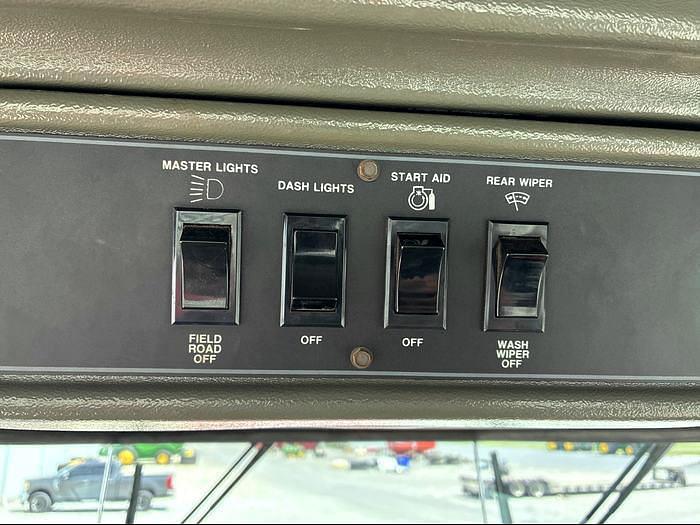 MASTER LIGHTS
DASH LIGHTS
START AID
REAR WIPER
FIELD
ROAD
OFF
OFF
OFF
WASH
WIPER
OFF